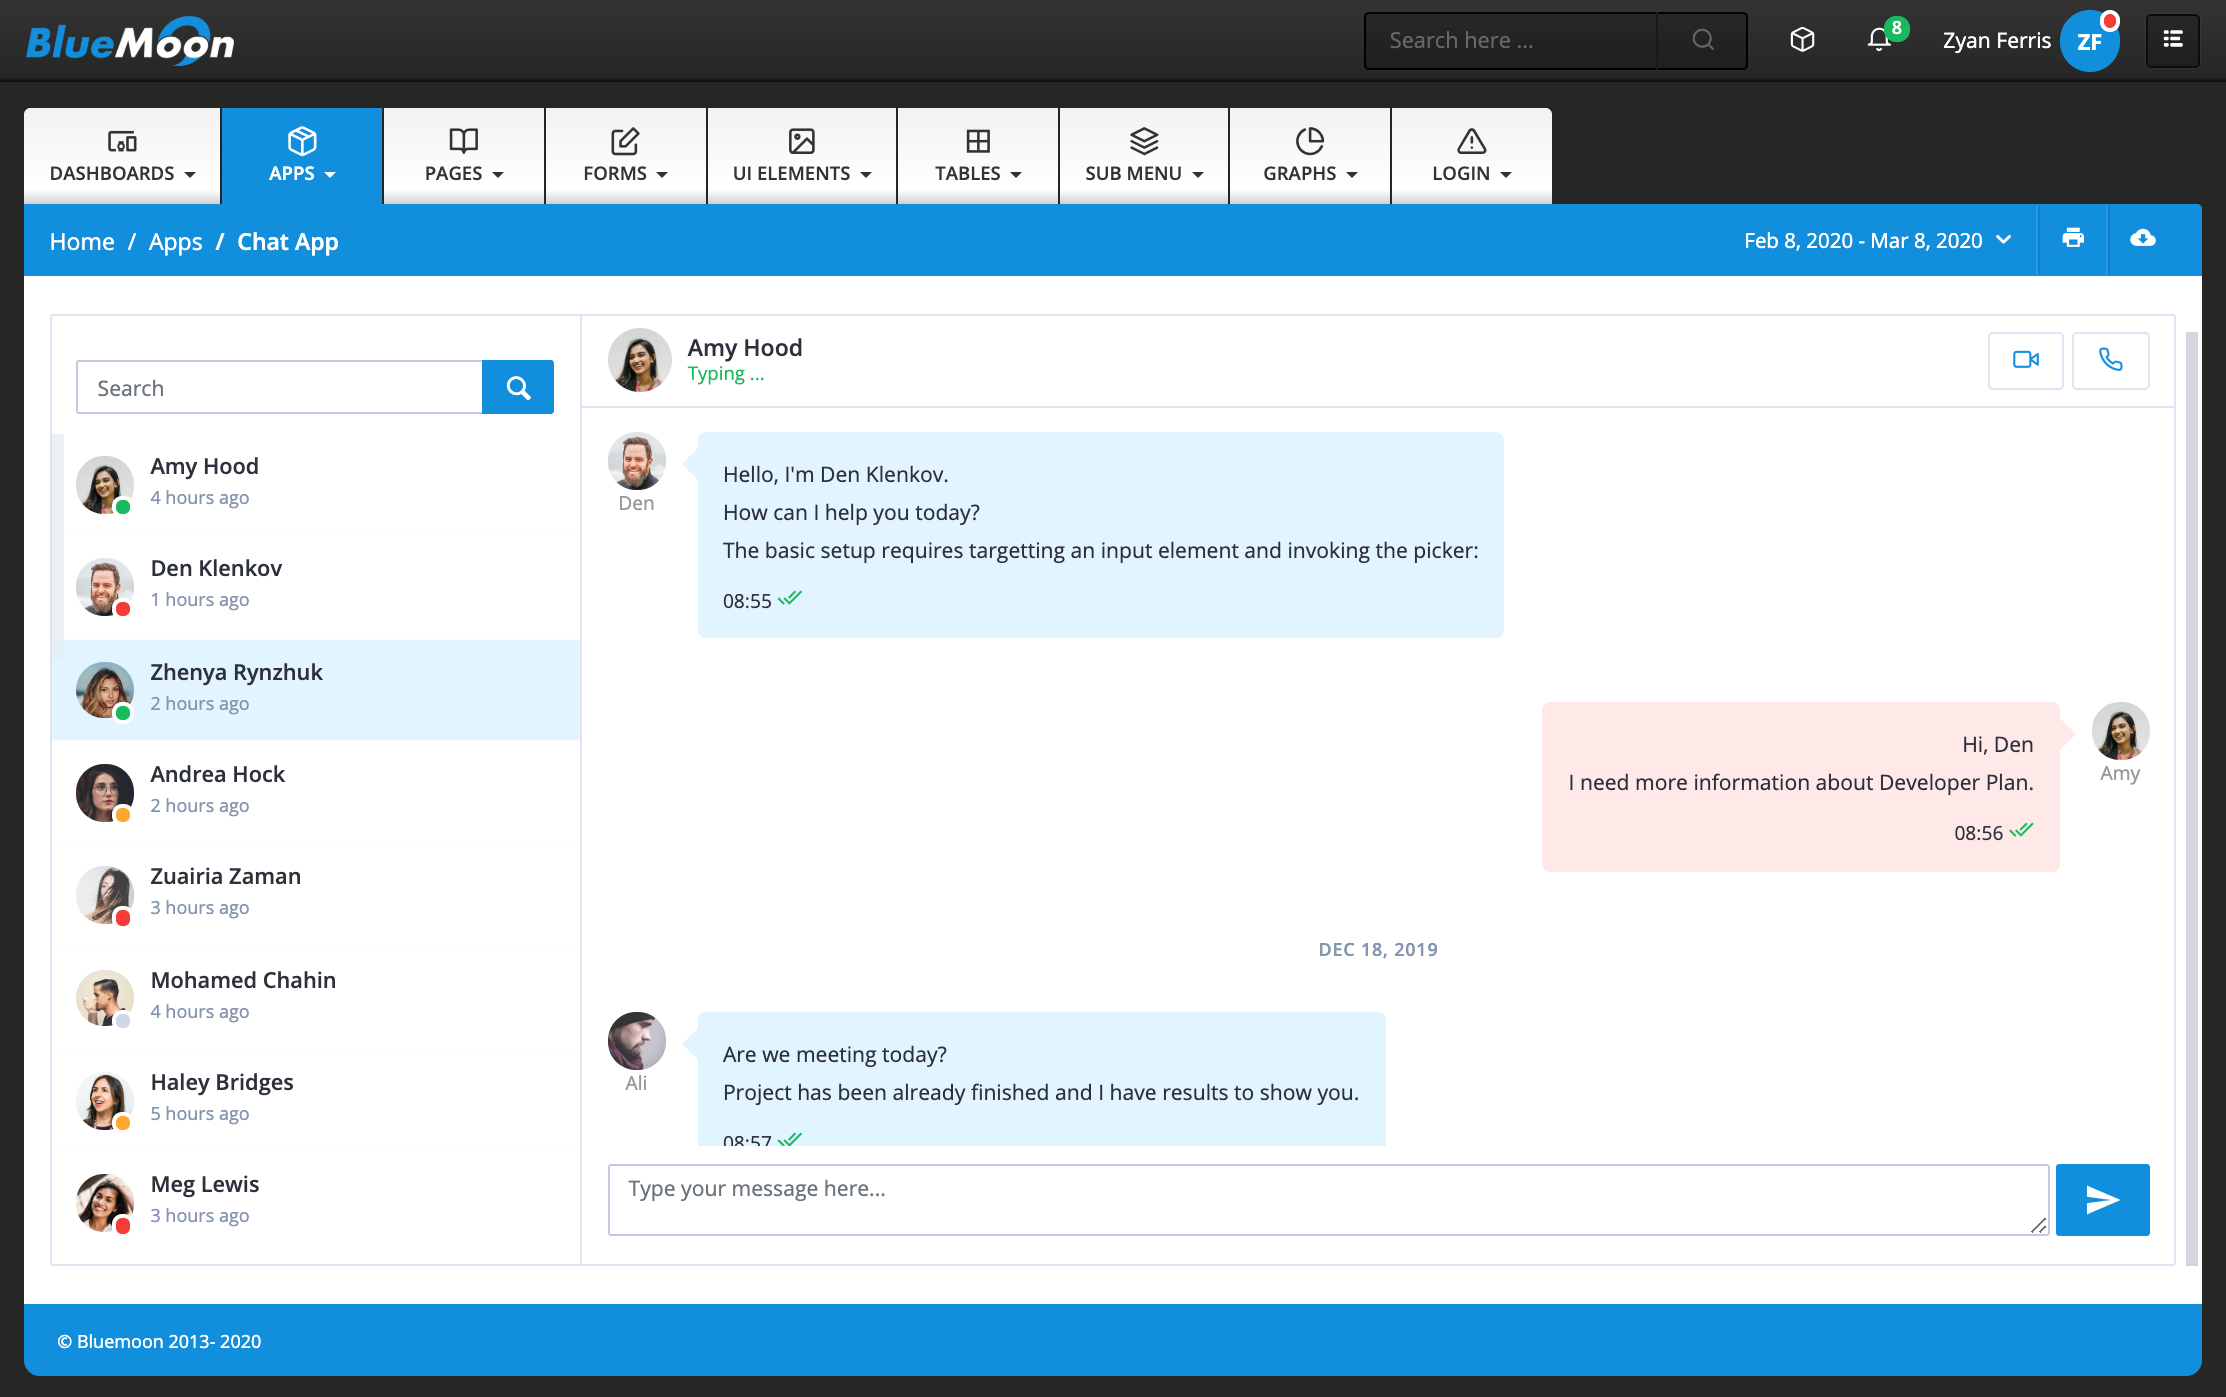 BlueMoon
Search here ...
8
Zyan Ferris
ZF
DASHBOARDS
APPS
PAGES
FORMS
UI ELEMENTS
TABLES
SUB MENU
GRAPHS
LOGIN
Home / Apps / Chat App
Feb 8, 2020 - Mar 8, 2020
Search
Amy Hood
4 hours ago
Den Klenkov
1 hours ago
Zhenya Rynzhuk
2 hours ago
Andrea Hock
2 hours ago
Zuairia Zaman
3 hours ago
Mohamed Chahin
4 hours ago
Haley Bridges
5 hours ago
Meg Lewis
3 hours ago
Amy Hood
Typing ...
Den
Hello, I'm Den Klenkov.
How can I help you today?
The basic setup requires targetting an input element and invoking the picker:
08:55
Hi, Den
I need more information about Developer Plan.
08:56
Amy
DEC 18, 2019
Ali
Are we meeting today?
Project has been already finished and I have results to show you.
08:57
Type your message here...
© Bluemoon 2013- 2020